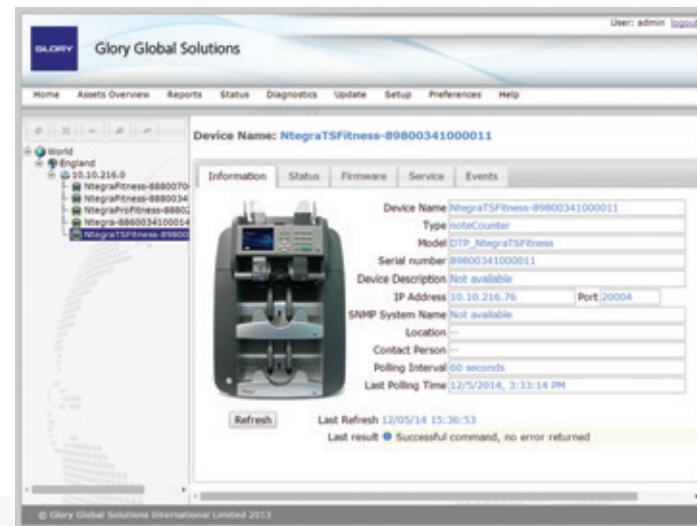 User: admin logout
GLORY Glory Global Solutions
Home Assets Overview Reports Status Diagnostics Update Setup Preferences Help
Device Name: NtegraTSFitness-89800341000011
World
England
10.10.216.0
NtegraFitness-8880070
NtegraFitness-8880034
NtegraProFitness-88802
Ntegra-8860034100014
NtegraTSFitness-89800
Information Status Firmware Service Events
Device Name NtegraTSFitness-89800341000011
Type noteCounter
Model DTP_NtegraTSFitness
Serial number 89800341000011
Device Description Not available
IP Address 10.10.216.76 Port 20004
SNMP System Name Not available
Location --
Contact Person --
Polling Interval 60 seconds
Last Polling Time 12/5/2014, 3:33:14 PM
Refresh
Last Refresh 12/05/14 15:36:53
Last result Successful command, no error returned
© Glory Global Solutions International Limited 2013